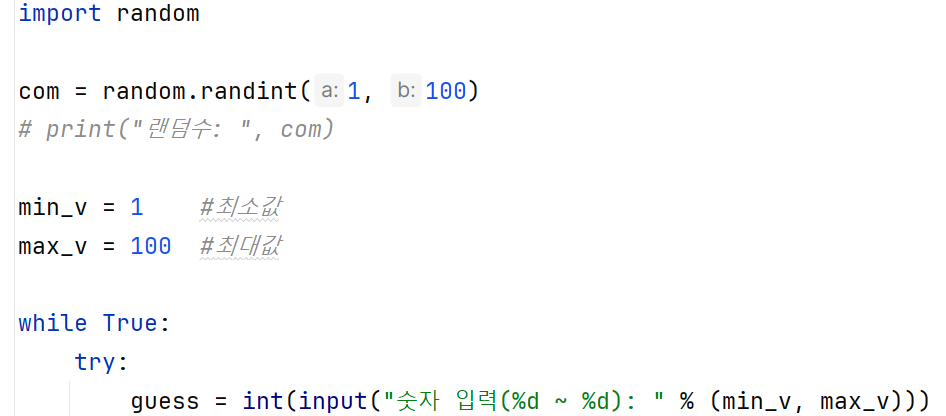 import random
com = random.randint(a: 1, b: 100)
# print("랜덤수: ", com)
min_v = 1    #최소값
max_v = 100  #최대값
while True:
    try:
        guess = int(input("숫자 입력(%d ~ %d): " % (min_v, max_v)))